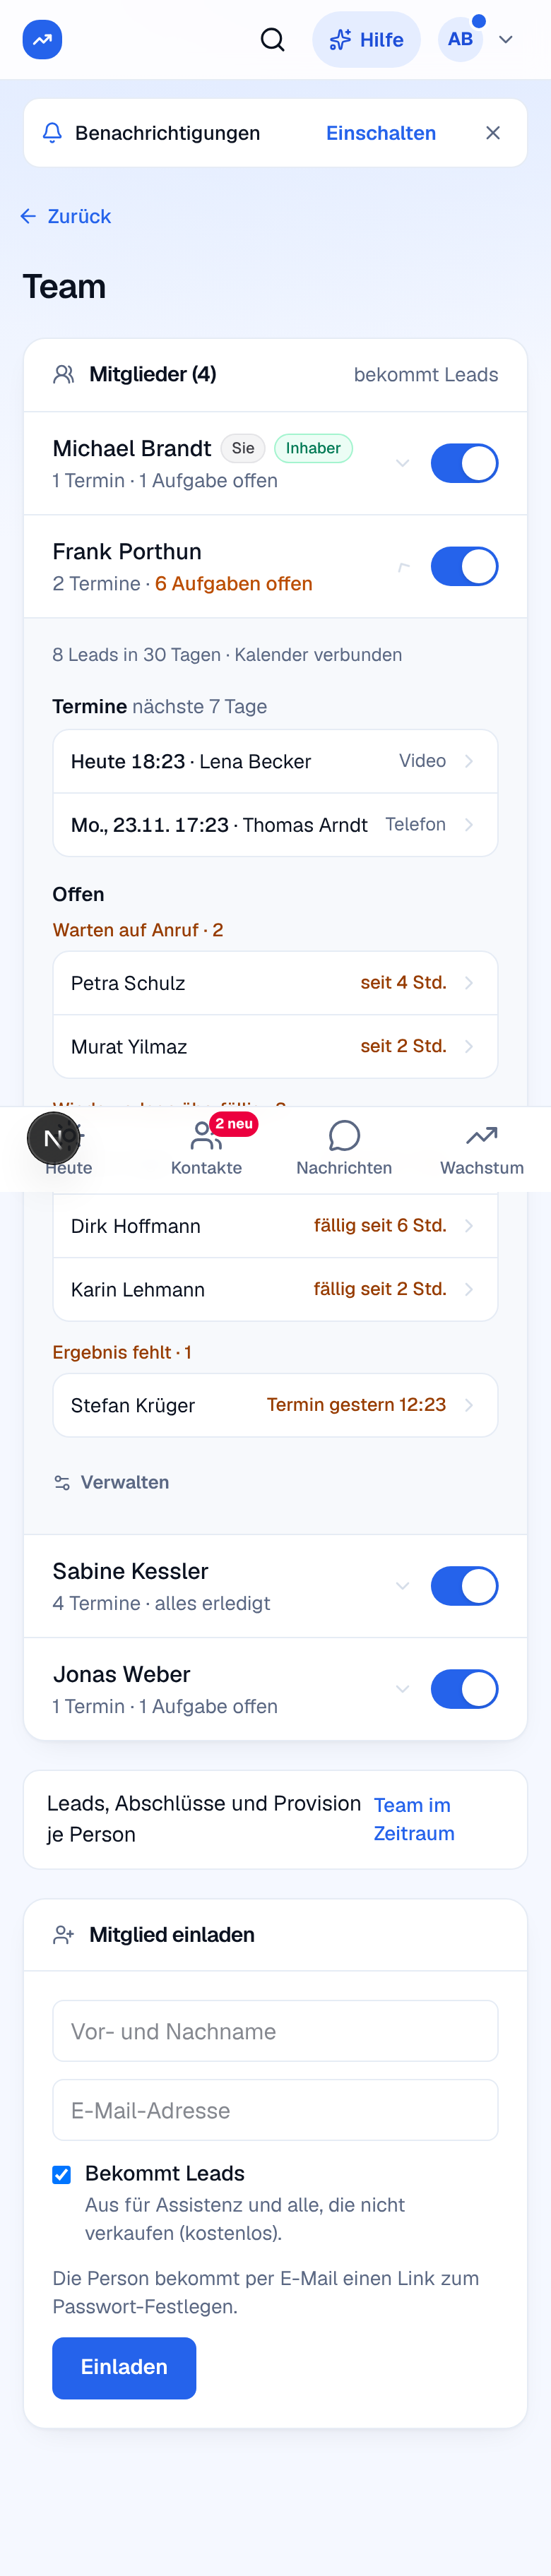 Hilfe
AB
Benachrichtigungen
Einschalten
Zurück
Team
Mitglieder (4)
bekommt Leads
Michael Brandt Sie Inhaber
1 Termin · 1 Aufgabe offen
Frank Porthun
2 Termine · 6 Aufgaben offen
8 Leads in 30 Tagen · Kalender verbunden
Termine nächste 7 Tage
Heute 18:23 · Lena Becker Video
Mo., 23.11. 17:23 · Thomas Arndt Telefon
Offen
Warten auf Anruf · 2
Petra Schulz seit 4 Std.
Murat Yilmaz seit 2 Std.
N
2 neu
Heute Kontakte Nachrichten Wachstum
Dirk Hoffmann fällig seit 6 Std.
Karin Lehmann fällig seit 2 Std.
Ergebnis fehlt · 1
Stefan Krüger Termin gestern 12:23
Verwalten
Sabine Kessler
4 Termine · alles erledigt
Jonas Weber
1 Termin · 1 Aufgabe offen
Leads, Abschlüsse und Provision
je Person
Team im
Zeitraum
Mitglied einladen
Vor- und Nachname
E-Mail-Adresse
Bekommt Leads
Aus für Assistenz und alle, die nicht
verkaufen (kostenlos).
Die Person bekommt per E-Mail einen Link zum
Passwort-Festlegen.
Einladen